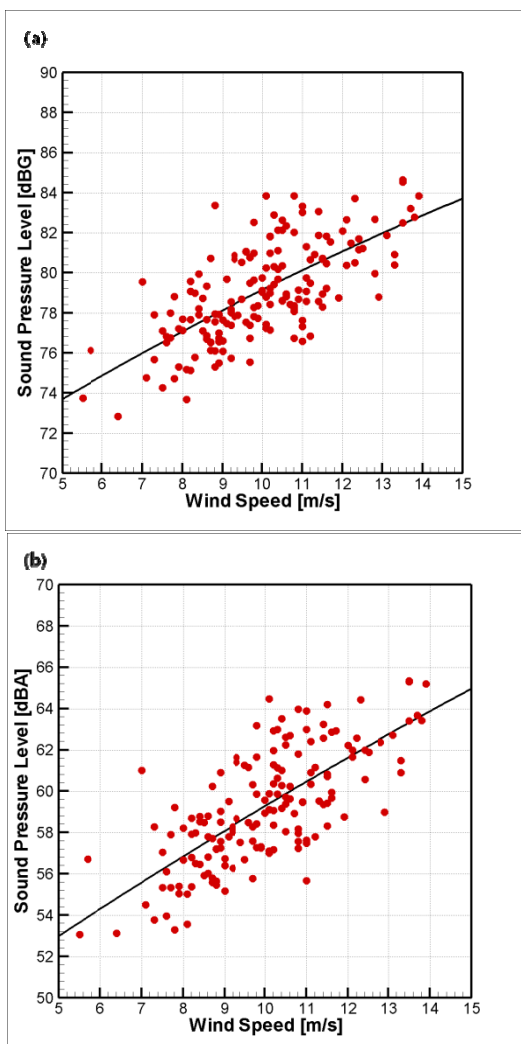 (a)
90
88
86
84
82
80
78
76
74
72
70
Sound Pressure Level [dBG]
5 6 7 8 9 10 11 12 13 14 15
Wind Speed [m/s]
(b)
70
68
66
64
62
60
58
56
54
52
50
Sound Pressure Level [dBA]
5 6 7 8 9 10 11 12 13 14 15
Wind Speed [m/s]